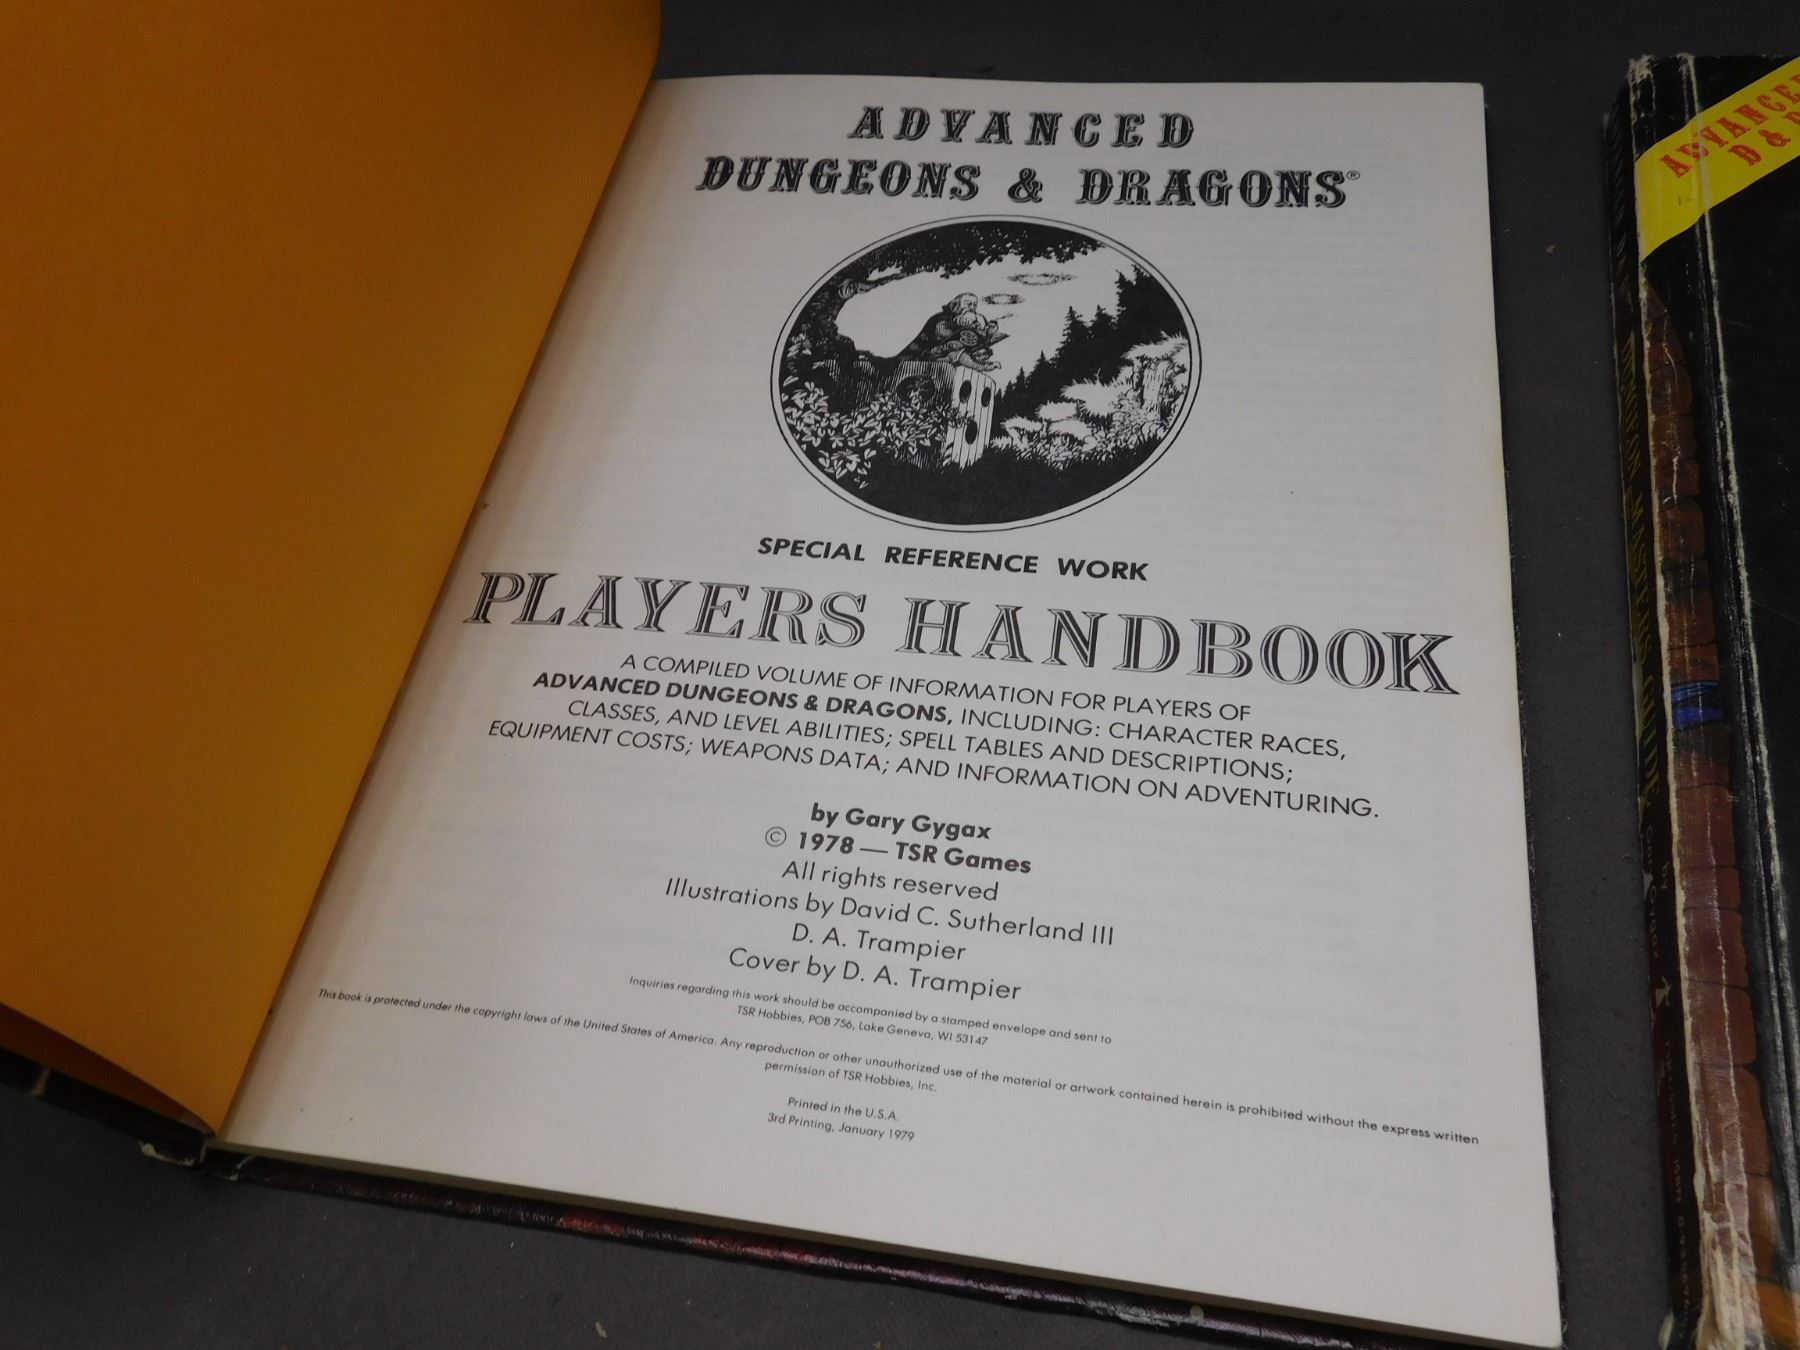 ADVANCED
DUNGEONS & DRAGONS®
SPECIAL REFERENCE WORK
PLAYERS HANDBOOK
A COMPILED VOLUME OF INFORMATION FOR PLAYERS OF
ADVANCED DUNGEONS & DRAGONS, INCLUDING: CHARACTER RACES,
CLASSES, AND LEVEL ABILITIES; SPELL TABLES AND DESCRIPTIONS;
EQUIPMENT COSTS; WEAPONS DATA; AND INFORMATION ON ADVENTURING.
by Gary Gygax
© 1978 — TSR Games
All rights reserved
Illustrations by David C. Sutherland III
D. A. Trampier
Cover by D. A. Trampier
Inquiries regarding this work should be accompanied by a stamped envelope and sent to
TSR Hobbies, POB 756, Lake Geneva, WI 53147
This book is protected under the copyright laws of the United States of America. Any reproduction or other unauthorized use of the material or artwork contained herein is prohibited without the express written
permission of TSR Hobbies, Inc.
Printed in the U.S.A.
3rd Printing, January 1979
ADVANCED
D & D
DUNGEON MASTERS GUIDE
by Gary Gygax